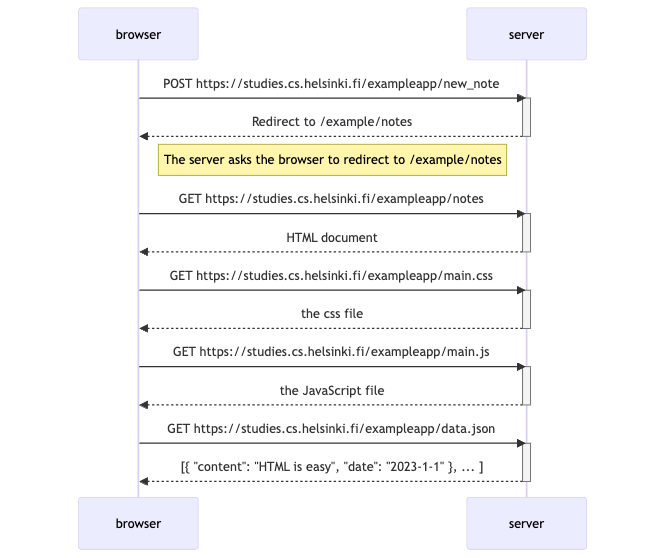 browser
server
POST https://studies.cs.helsinki.fi/exampleapp/new_note
Redirect to /example/notes
The server asks the browser to redirect to /example/notes
GET https://studies.cs.helsinki.fi/exampleapp/notes
HTML document
GET https://studies.cs.helsinki.fi/exampleapp/main.css
the css file
GET https://studies.cs.helsinki.fi/exampleapp/main.js
the JavaScript file
GET https://studies.cs.helsinki.fi/exampleapp/data.json
[{ "content": "HTML is easy", "date": "2023-1-1" }, ... ]
browser
server